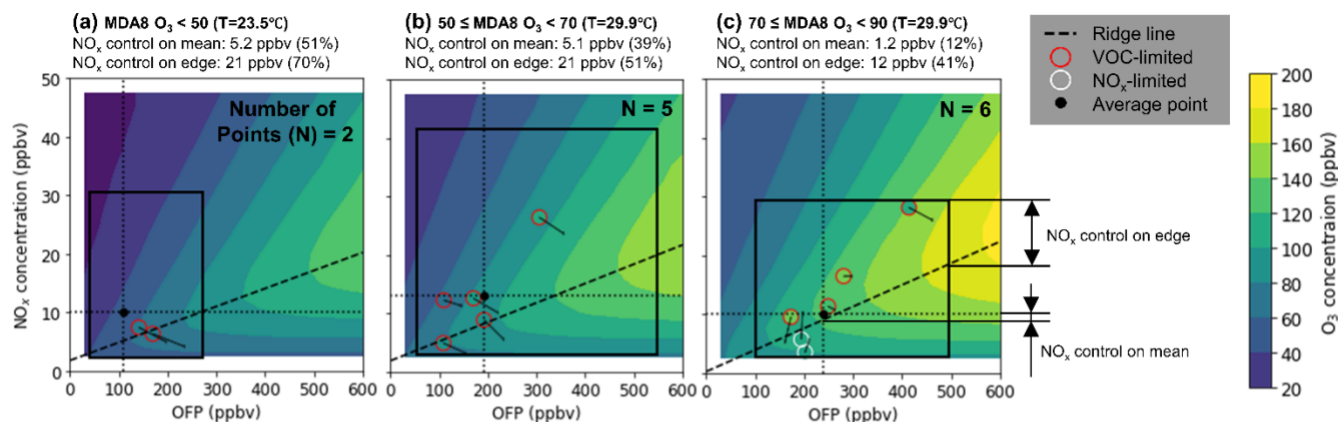 (a) MDA8 O₃ < 50 (T=23.5℃)
NOₓ control on mean: 5.2 ppbv (51%)
NOₓ control on edge: 21 ppbv (70%)
(b) 50 ≤ MDA8 O₃ < 70 (T=29.9℃)
NOₓ control on mean: 5.1 ppbv (39%)
NOₓ control on edge: 21 ppbv (51%)
(c) 70 ≤ MDA8 O₃ < 90 (T=29.9℃)
NOₓ control on mean: 1.2 ppbv (12%)
NOₓ control on edge: 12 ppbv (41%)
Ridge line
VOC-limited
NOₓ-limited
Average point
NOₓ concentration (ppbv)
50
40
30
20
10
0
Number of
Points (N) = 2
0 100 200 300 400 500 600
OFP (ppbv)
N = 5
0 100 200 300 400 500 600
OFP (ppbv)
N = 6
0 100 200 300 400 500 600
OFP (ppbv)
NOₓ control on edge
NOₓ control on mean
200
180
160
140
120
100
80
60
40
20
O₃ concentraion (ppbv)